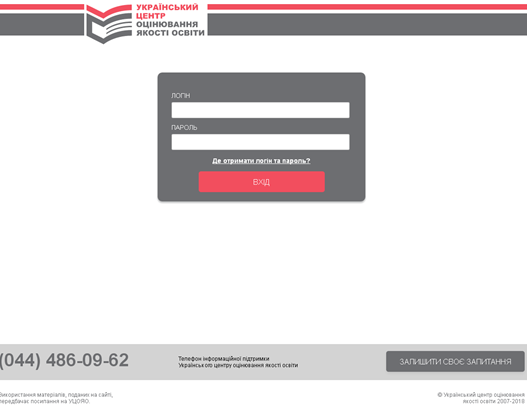 УКРАЇНСЬКИЙ
ЦЕНТР
ОЦІНЮВАННЯ
ЯКОСТІ ОСВІТИ
ЛОГІН
ПАРОЛЬ
Де отримати логін та пароль?
ВХІД
(044) 486-09-62
Телефон інформаційної підтримки
Українського центру оцінювання якості освіти
ЗАЛИШИТИ СВОЄ ЗАПИТАННЯ
Використання матеріалів, поданих на сайті,
передбачає посилання на УЦОЯО.
© Український центр оцінювання
якості освіти 2007-2018